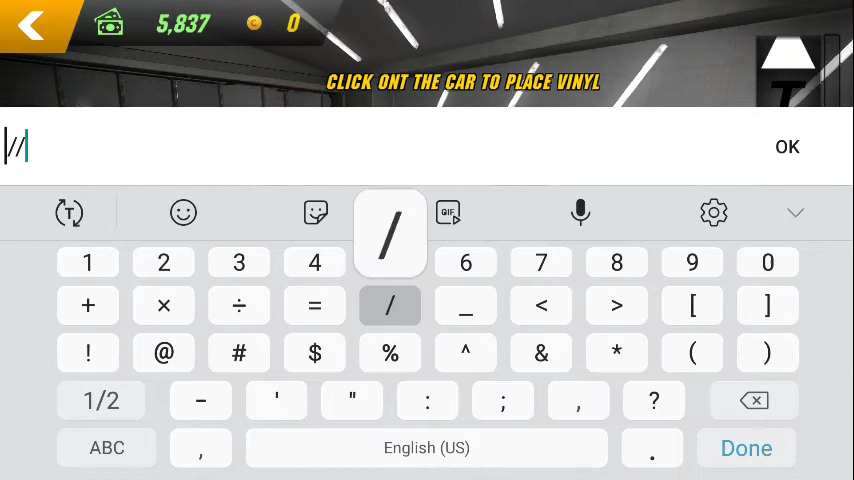 5,837 0
CLICK ONT THE CAR TO PLACE VINYL
T
// OK
T GIF
/
1 2 3 4 6 7 8 9 0
+ × ÷ = / _ < > [ ]
! @ # $ % ^ & * ( )
1/2 - ' " : ; , ?
ABC , English (US) . Done